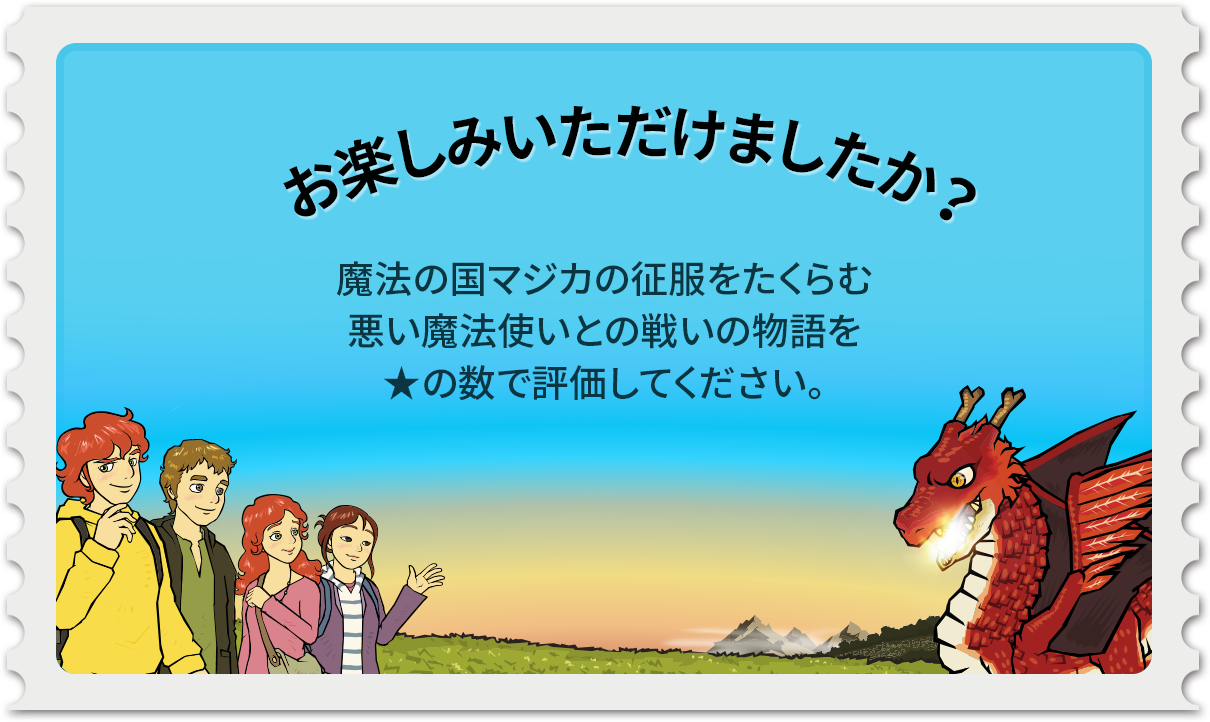 お楽しみいただけましたか？
魔法の国マジカの征服をたくらむ
悪い魔法使いとの戦いの物語を
★の数で評価してください。